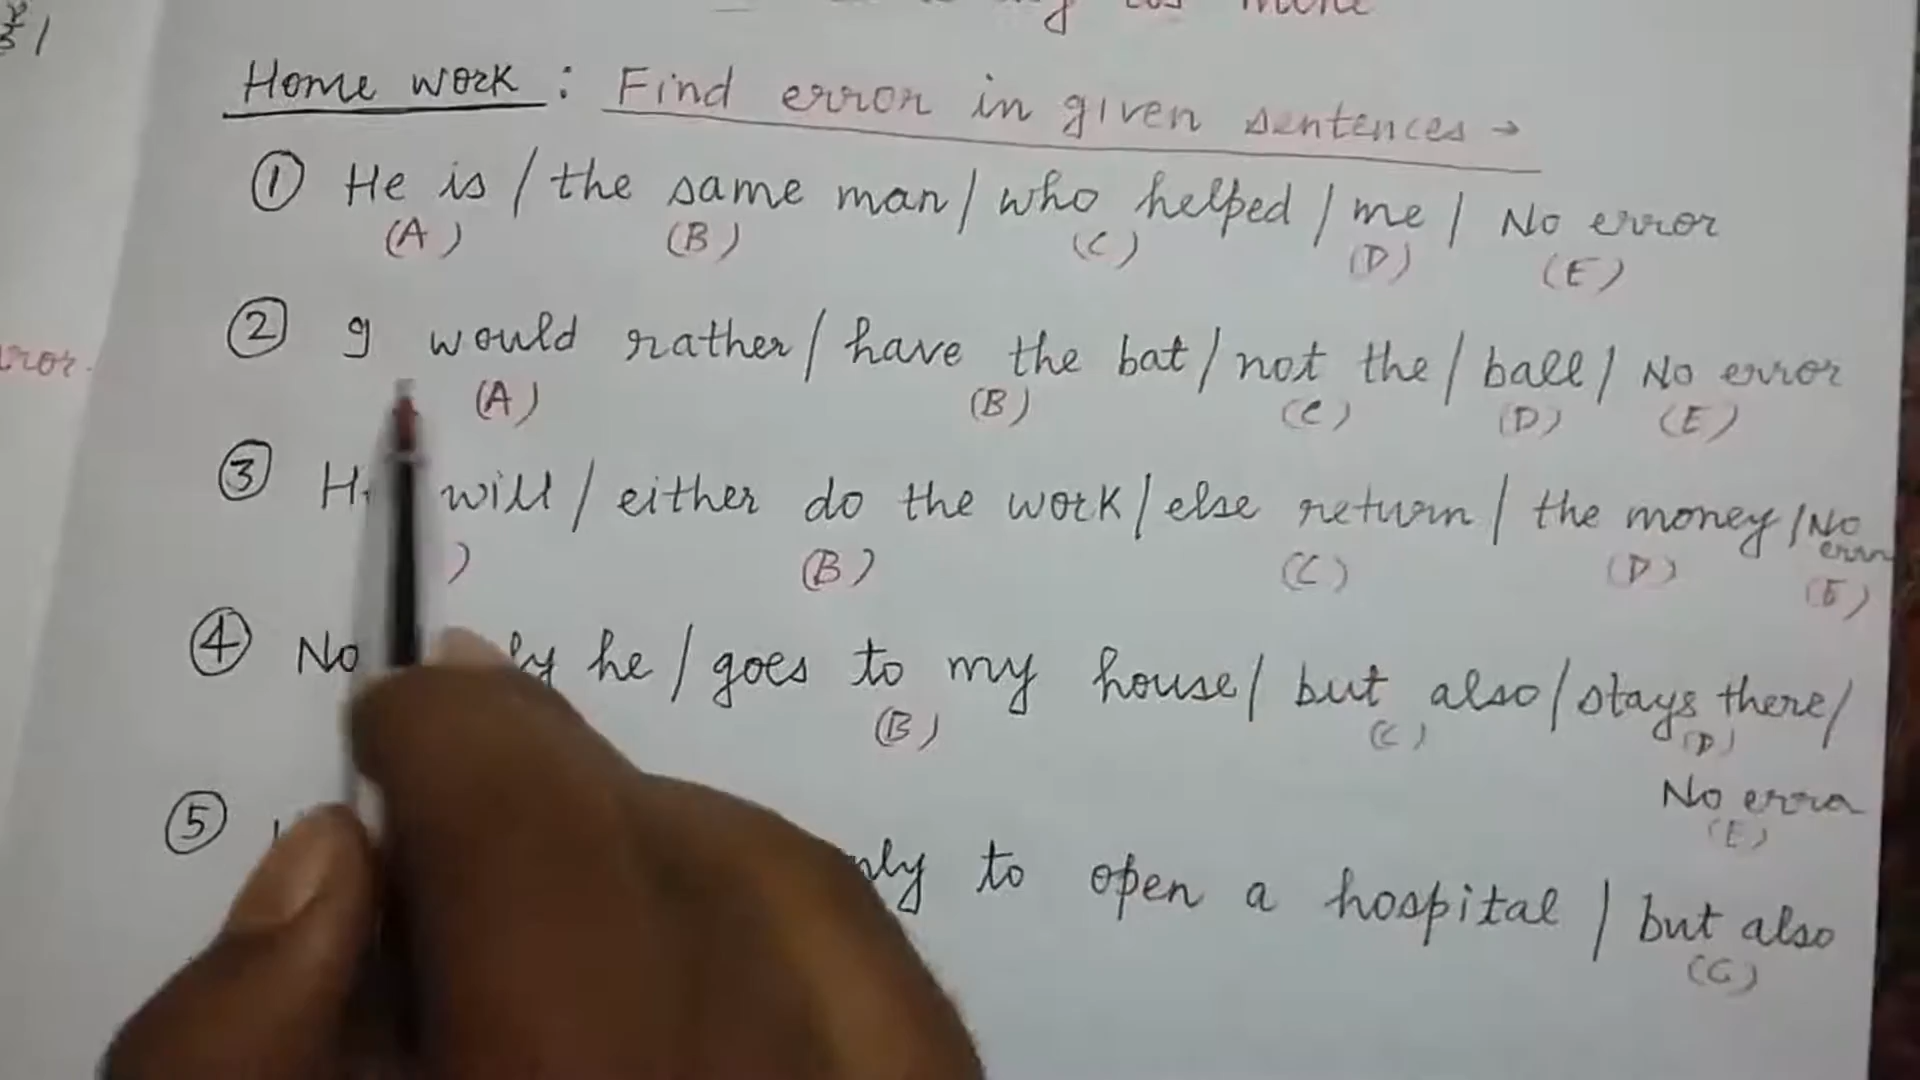 Home work : Find error in given sentences →
① He is / the same man / who helped / me / No error
(A) (B) (C) (D) (E)
② I would rather / have the bat / not the / ball / No error
(A) (B) (C) (D) (E)
③ will / either do the work / else return / the money / No
(B) (C) (D) (E)
④ he / goes to my house / but also / stays there /
(B) (C) (D)
No error
(E)
⑤ to open a hospital / but also
(C)